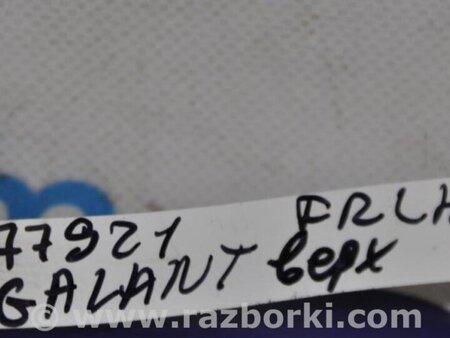 77921 FRLH
GALANT верх
© www.razborki.com